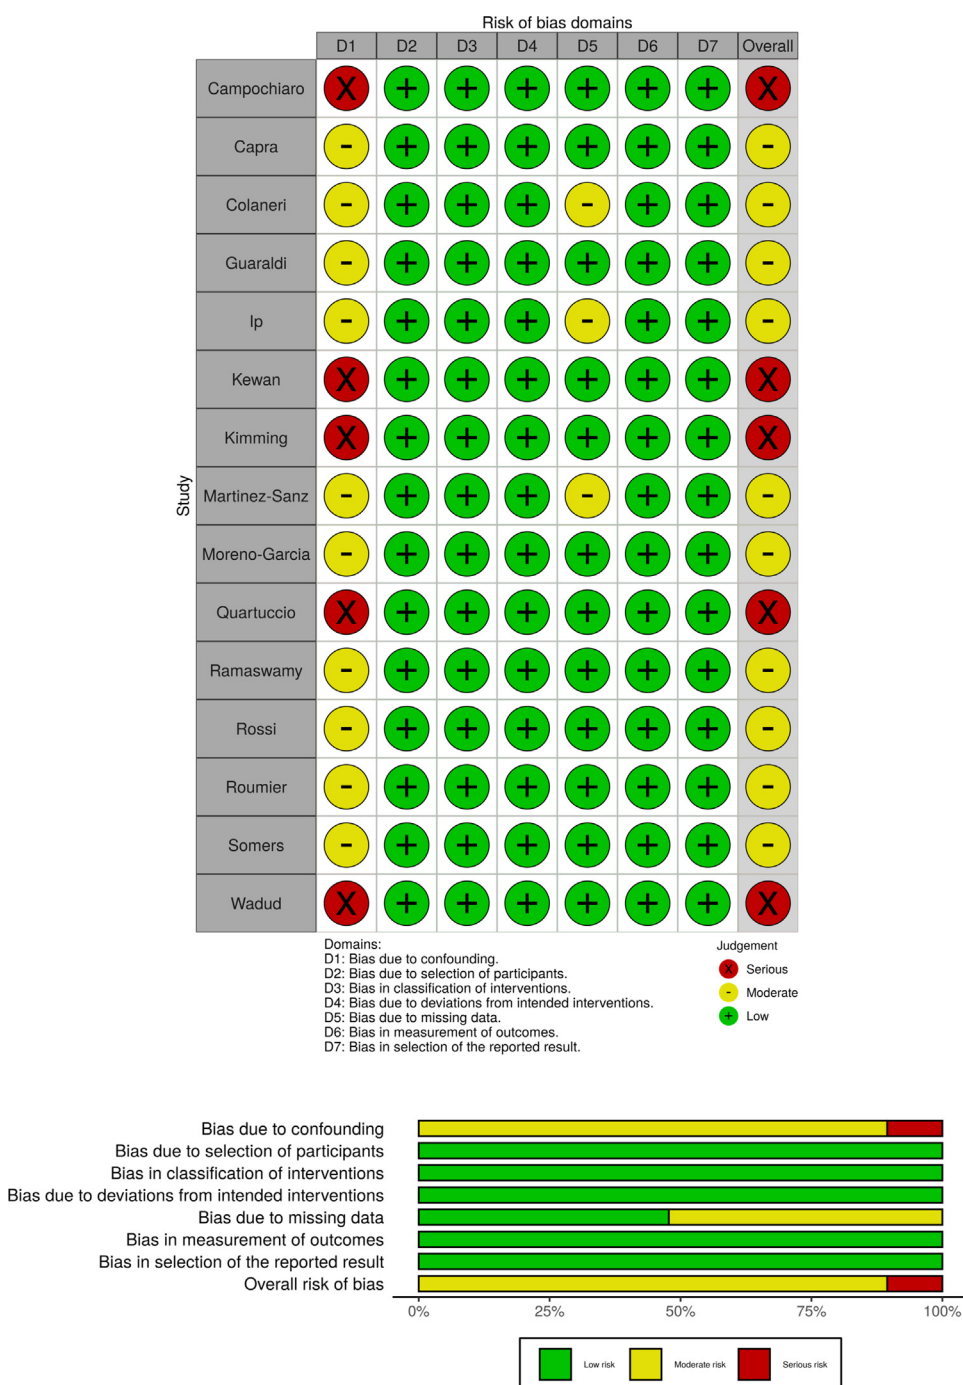 Risk of bias domains
D1 D2 D3 D4 D5 D6 D7 Overall
Study
Campochiaro X + + + + + + X
Capra - + + + + + + -
Colaneri - + + + - + + -
Guaraldi - + + + + + + -
Ip - + + + - + + -
Kewan X + + + + + + X
Kimming X + + + + + + X
Martinez-Sanz - + + + - + + -
Moreno-Garcia - + + + + + + -
Quartuccio X + + + + + + X
Ramaswamy - + + + + + + -
Rossi - + + + + + + -
Roumier - + + + + + + -
Somers - + + + + + + -
Wadud X + + + + + + X
Domains:
D1: Bias due to confounding.
D2: Bias due to selection of participants.
D3: Bias in classification of interventions.
D4: Bias due to deviations from intended interventions.
D5: Bias due to missing data.
D6: Bias in measurement of outcomes.
D7: Bias in selection of the reported result.
Judgement
X Serious
- Moderate
+ Low
Bias due to confounding
Bias due to selection of participants
Bias in classification of interventions
Bias due to deviations from intended interventions
Bias due to missing data
Bias in measurement of outcomes
Bias in selection of the reported result
Overall risk of bias
0% 25% 50% 75% 100%
Low risk Moderate risk Serious risk